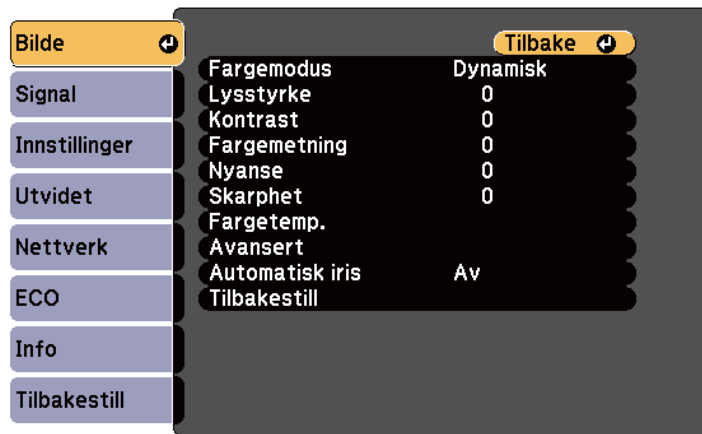 Bilde
Signal
Innstillinger
Utvidet
Nettverk
ECO
Info
Tilbakestill
Tilbake
Fargemodus Dynamisk
Lysstyrke 0
Kontrast 0
Fargemetning 0
Nyanse 0
Skarphet 0
Fargetemp.
Avansert
Automatisk iris Av
Tilbakestill